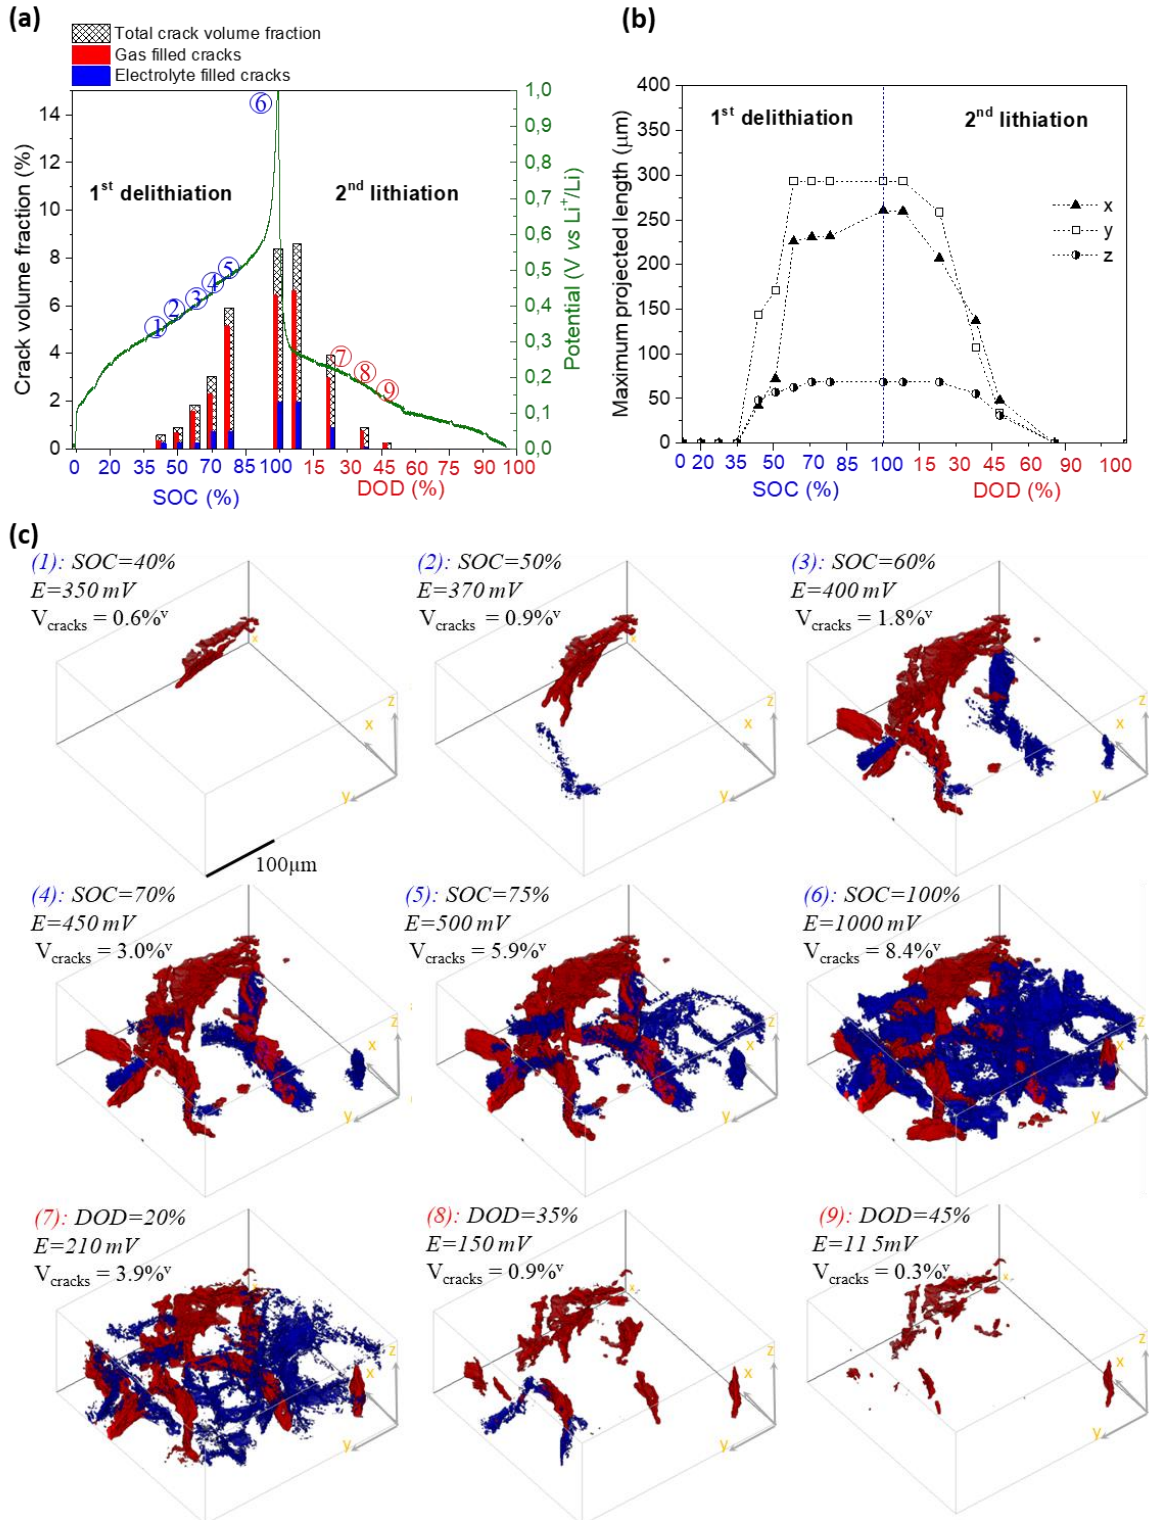 (a)
Total crack volume fraction
Gas filled cracks
Electrolyte filled cracks
Crack volume fraction (%)
14
12
10
8
6
4
2
0
1st delithiation
2nd lithiation
1
2
3
4
5
6
7
8
9
1,0
0,9
0,8
0,7
0,6
0,5
0,4
0,3
0,2
0,1
0,0
Potential (V vs Li+/Li)
0 20 35 50 70 85 100 15 30 45 60 75 90 100
SOC (%) DOD (%)
(b)
Maximum projected length (μm)
400
350
300
250
200
150
100
50
0
1st delithiation
2nd lithiation
x
y
z
0 20 35 50 70 85 100 15 30 45 60 80 100
SOC (%) DOD (%)
(c)
(1): SOC=40%
E=350 mV
Vcracks = 0.6%v
x
z
x
y
100μm
(2): SOC=50%
E=370 mV
Vcracks = 0.9%v
x
z
x
y
(3): SOC=60%
E=400 mV
Vcracks = 1.8%v
z
x
y
(4): SOC=70%
E=450 mV
Vcracks = 3.0%v
z
x
y
(5): SOC=75%
E=500 mV
Vcracks = 5.9%v
z
x
y
(6): SOC=100%
E=1000 mV
Vcracks = 8.4%v
z
x
y
(7): DOD=20%
E=210 mV
Vcracks = 3.9%v
x
z
x
y
(8): DOD=35%
E=150 mV
Vcracks = 0.9%v
x
z
x
y
(9): DOD=45%
E=11 5mV
Vcracks = 0.3%v
x
z
x
y